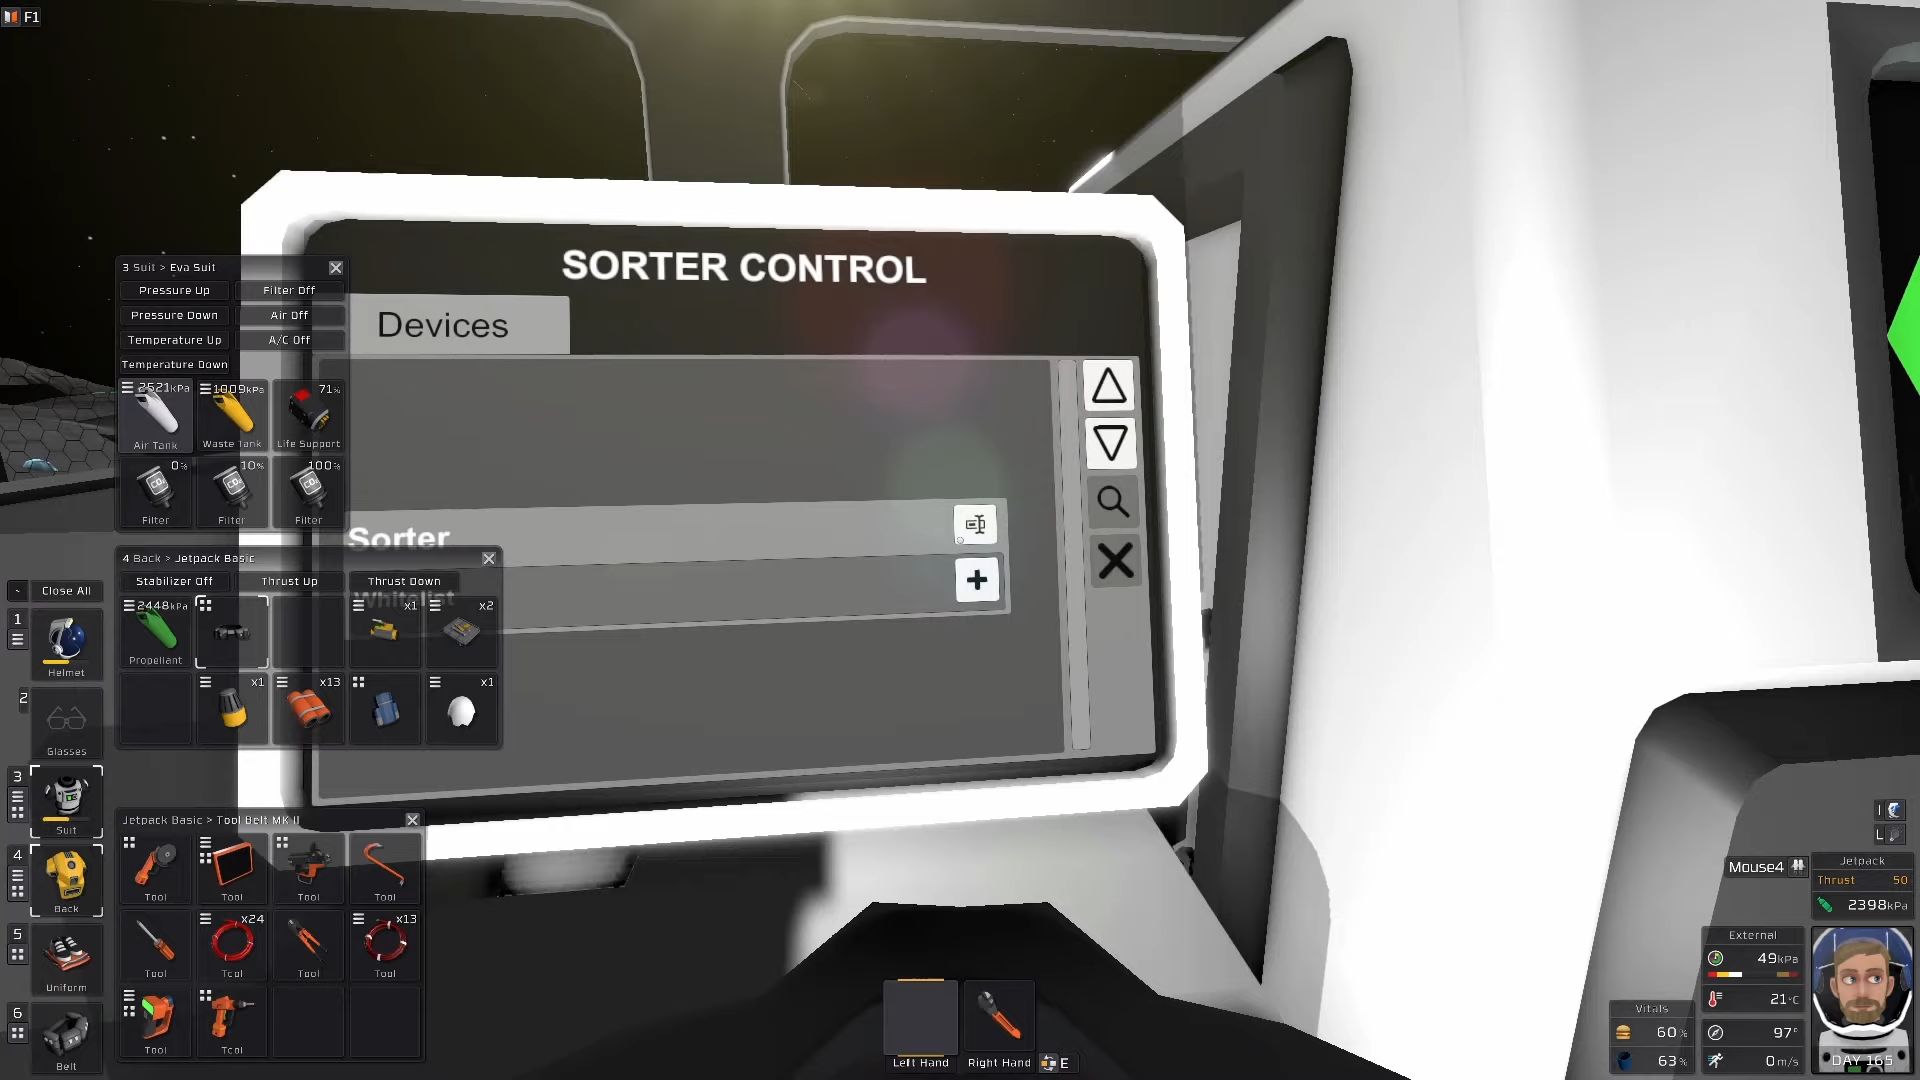 F1
SORTER CONTROL
Devices
Sorter
Whitelist
3 Suit > Eva Suit
Pressure Up
Filter Off
Pressure Down
Air Off
Temperature Up
A/C Off
Temperature Down
2521kPa
1009kPa
71%
Air Tank
Waste Tank
Life Support
0%
10%
100%
CO₂
CO₂
CO₂
Filter
Filter
Filter
4 Back > Jetpack Basic
Stabilizer Off
Thrust Up
Thrust Down
2448kPa
x1
x2
Propellant
x1
x13
x1
Jetpack Basic > Tool Belt MK II
Tool
Tool
Tool
Tool
x24
x13
Tool
Tool
Tool
Tool
Tool
Tool
~
Close All
1
Helmet
2
Glasses
3
Suit
4
Back
5
Uniform
6
Belt
Left Hand
Right Hand
E
I
L
Mouse4
Jetpack
Thrust 50
2398kPa
External
49kPa
21°C
97°
0m/s
Vitals
60%
63%
DAY 165